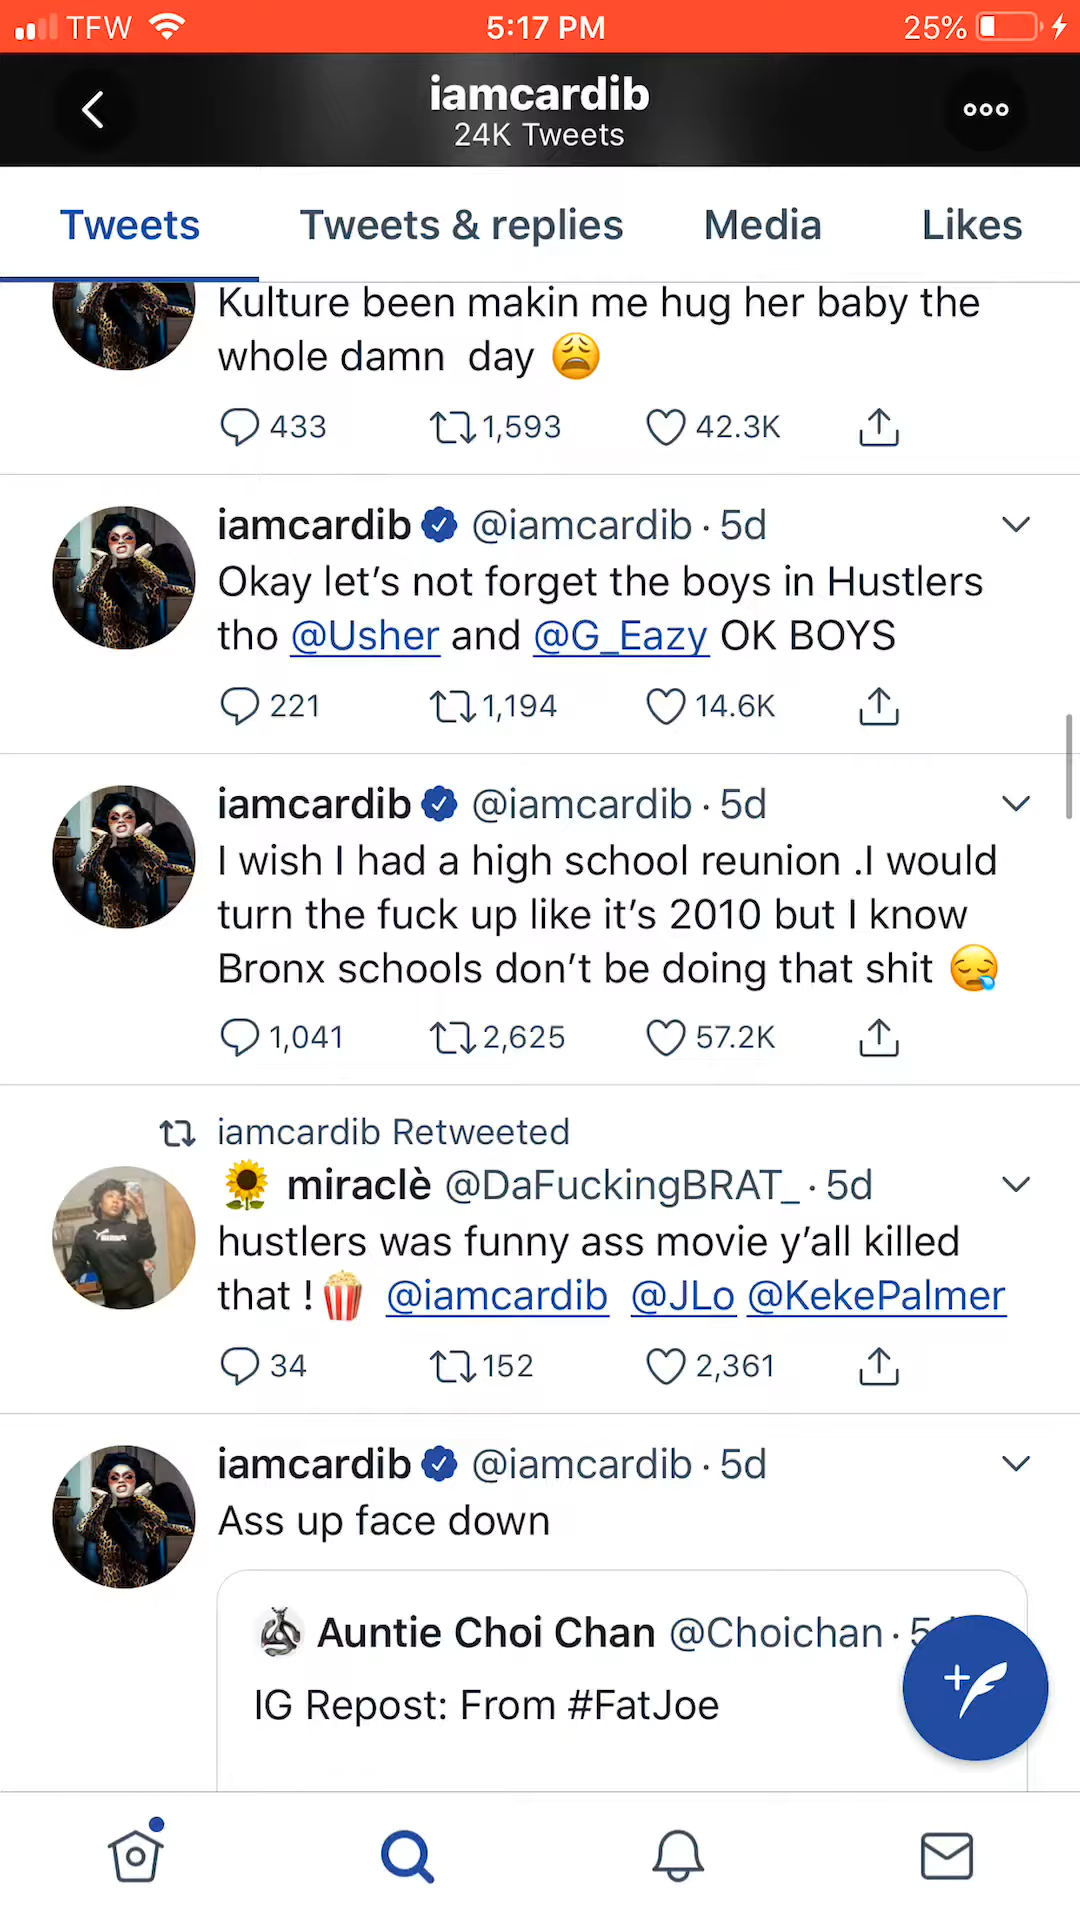 TFW 5:17 PM 25%
iamcardib
24K Tweets
Tweets Tweets & replies Media Likes
Kulture been makin me hug her baby the
whole damn day 😩
433 1,593 42.3K
iamcardib @iamcardib · 5d
Okay let’s not forget the boys in Hustlers
tho @Usher and @G_Eazy OK BOYS
221 1,194 14.6K
iamcardib @iamcardib · 5d
I wish I had a high school reunion .I would
turn the fuck up like it’s 2010 but I know
Bronx schools don’t be doing that shit 😪
1,041 2,625 57.2K
iamcardib Retweeted
🌻 miraclè @DaFuckingBRAT_ · 5d
hustlers was funny ass movie y’all killed
that ! 🍿 @iamcardib @JLo @KekePalmer
34 152 2,361
iamcardib @iamcardib · 5d
Ass up face down
Auntie Choi Chan @Choichan · 5
IG Repost: From #FatJoe